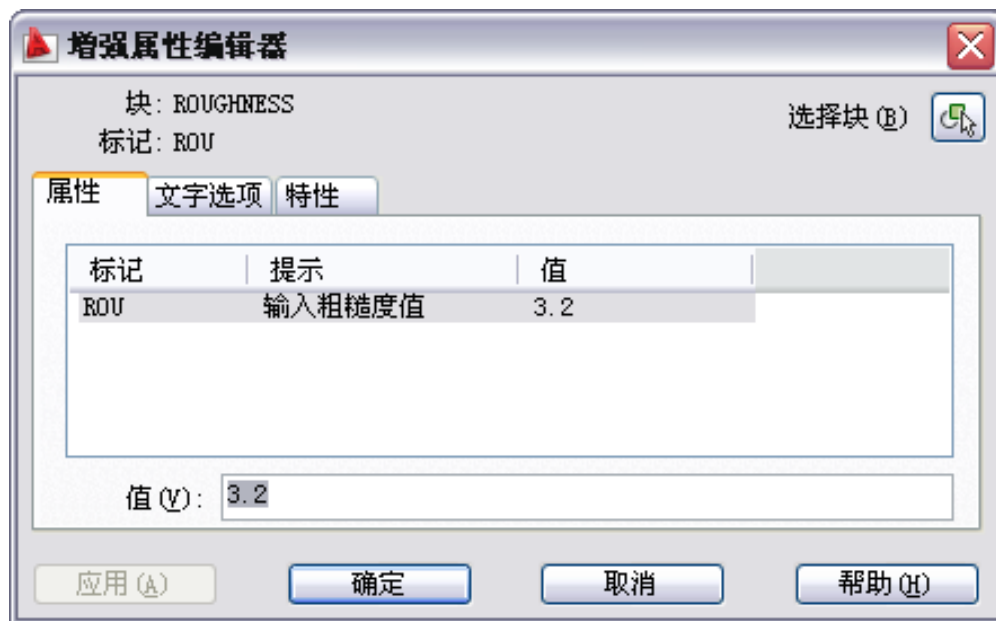 增强属性编辑器
块: ROUGHNESS
标记: ROU
选择块(B)
属性 文字选项 特性
标记 提示 值
ROU 输入粗糙度值 3.2
值(V): 3.2
应用(A) 确定 取消 帮助(H)